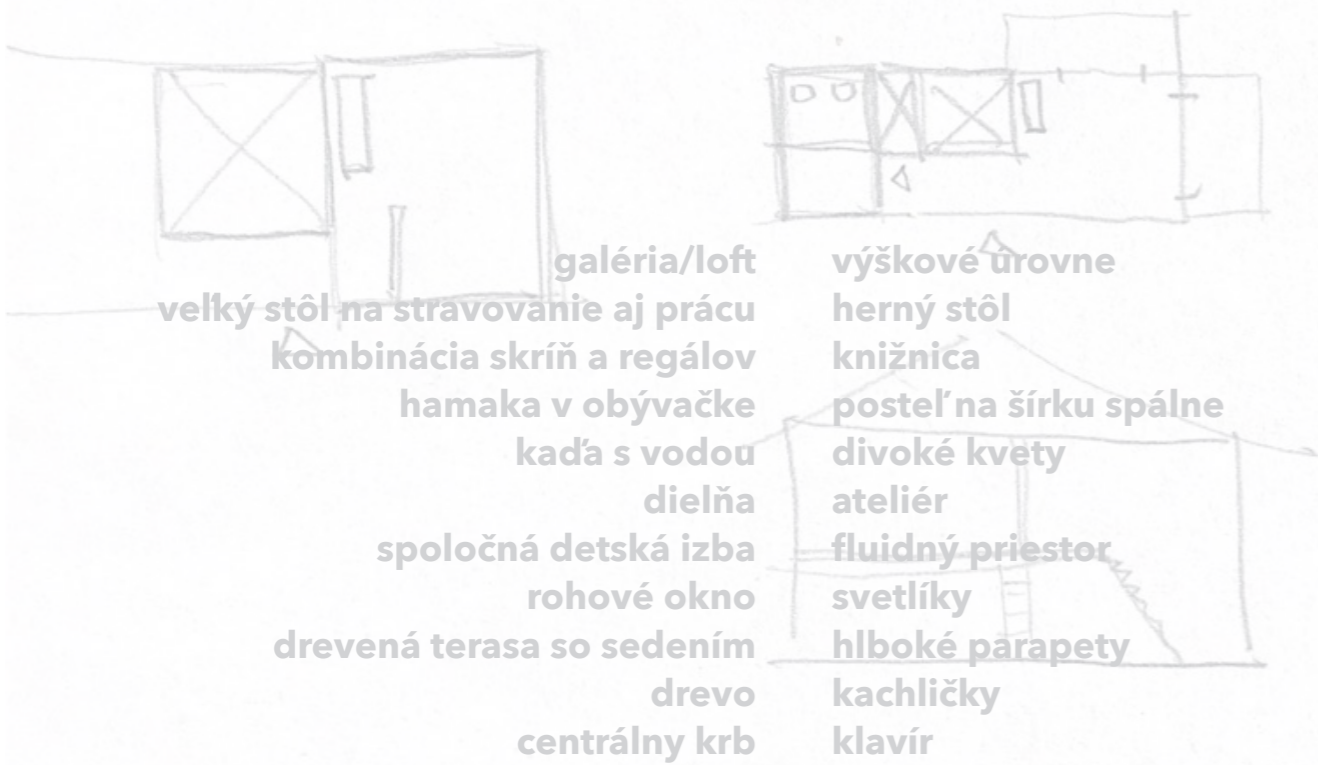 galéria/loft
veľký stôl na stravovanie aj prácu
kombinácia skríň a regálov
hamaka v obývačke
kaďa s vodou
dielňa
spoločná detská izba
rohové okno
drevená terasa so sedením
drevo
centrálny krb
výškové úrovne
herný stôl
knižnica
posteľ na šírku spálne
divoké kvety
ateliér
fluidný priestor
svetlíky
hlboké parapety
kachličky
klavír